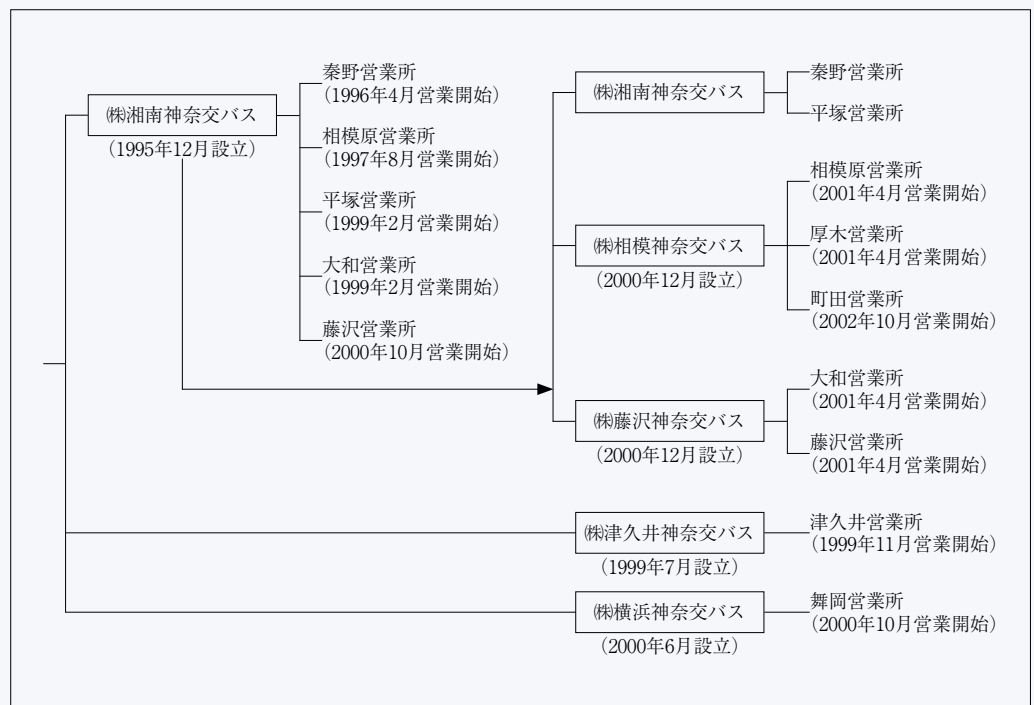 ㈱湘南神奈交バス
（1995年12月設立）
秦野営業所
（1996年4月営業開始）
相模原営業所
（1997年8月営業開始）
平塚営業所
（1999年2月営業開始）
大和営業所
（1999年2月営業開始）
藤沢営業所
（2000年10月営業開始）
㈱湘南神奈交バス
秦野営業所
平塚営業所
㈱相模神奈交バス
（2000年12月設立）
相模原営業所
（2001年4月営業開始）
厚木営業所
（2001年4月営業開始）
町田営業所
（2002年10月営業開始）
㈱藤沢神奈交バス
（2000年12月設立）
大和営業所
（2001年4月営業開始）
藤沢営業所
（2001年4月営業開始）
㈱津久井神奈交バス
（1999年7月設立）
津久井営業所
（1999年11月営業開始）
㈱横浜神奈交バス
（2000年6月設立）
舞岡営業所
（2000年10月営業開始）